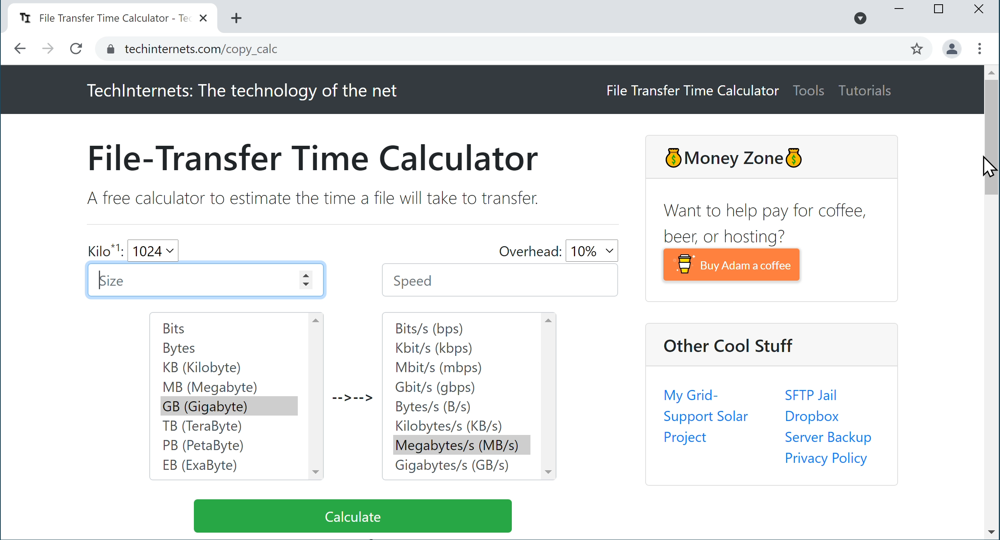 File Transfer Time Calculator - Tec
techinternets.com/copy_calc
TechInternets: The technology of the net
File Transfer Time Calculator Tools Tutorials
File-Transfer Time Calculator
A free calculator to estimate the time a file will take to transfer.
Kilo*1: 1024
Overhead: 10%
Size
Speed
Bits
Bytes
KB (Kilobyte)
MB (Megabyte)
GB (Gigabyte)
TB (TeraByte)
PB (PetaByte)
EB (ExaByte)
-->-->
Bits/s (bps)
Kbit/s (kbps)
Mbit/s (mbps)
Gbit/s (gbps)
Bytes/s (B/s)
Kilobytes/s (KB/s)
Megabytes/s (MB/s)
Gigabytes/s (GB/s)
Calculate
💰Money Zone💰
Want to help pay for coffee,
beer, or hosting?
Buy Adam a coffee
Other Cool Stuff
My Grid-
Support Solar
Project
SFTP Jail
Dropbox
Server Backup
Privacy Policy